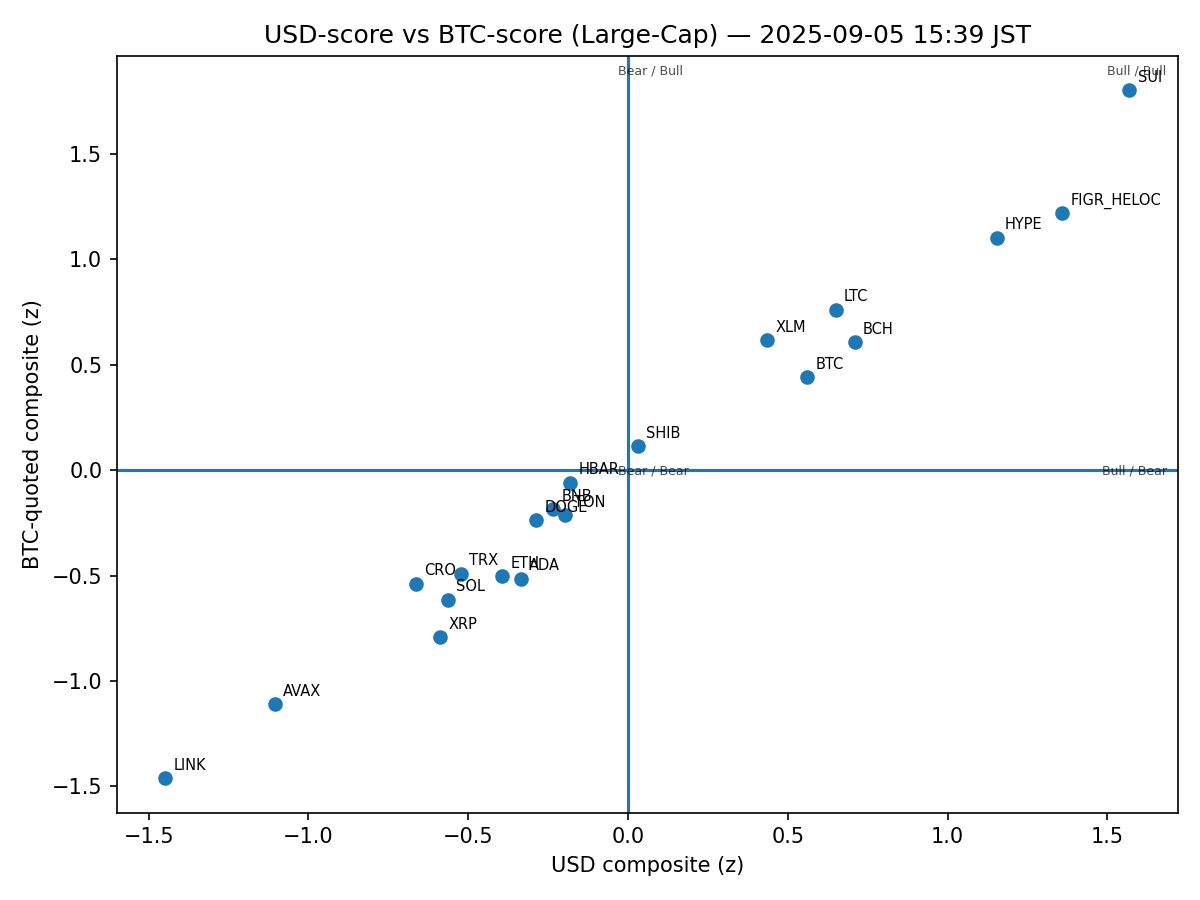 USD-score vs BTC-score (Large-Cap) — 2025-09-05 15:39 JST
Bear / Bull
Bull / Bull
SUI
1.5
FIGR_HELOC
HYPE
1.0
LTC
XLM
BCH
0.5
BTC
SHIB
0.0
HBAR
Bear / Bear
Bull / Bear
BNB
TON
DOGE
TRX
ETH
ADA
CRO
−0.5
SOL
XRP
−1.0
AVAX
LINK
−1.5
−1.5
−1.0
−0.5
0.0
0.5
1.0
1.5
USD composite (z)
BTC-quoted composite (z)